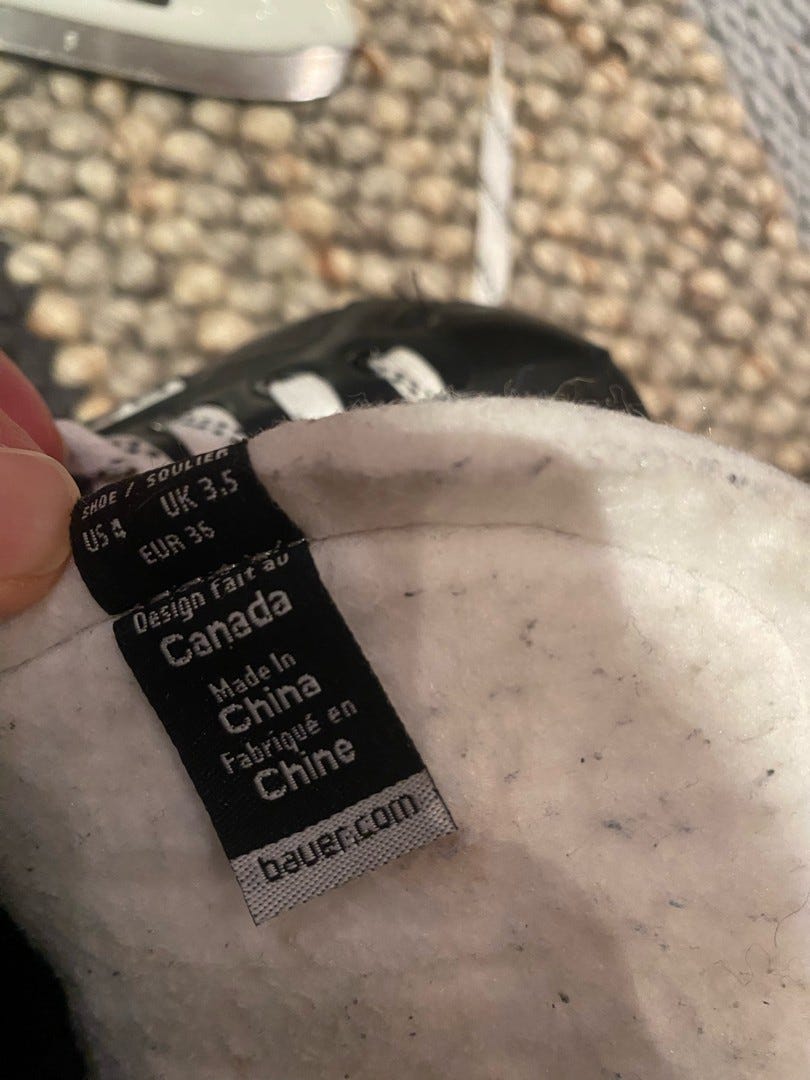 SHOE / SOULIER
US 4 UK 3.5
EUR 36
Design fait au
Canada
Made In
China
Fabriqué en
Chine
bauer.com